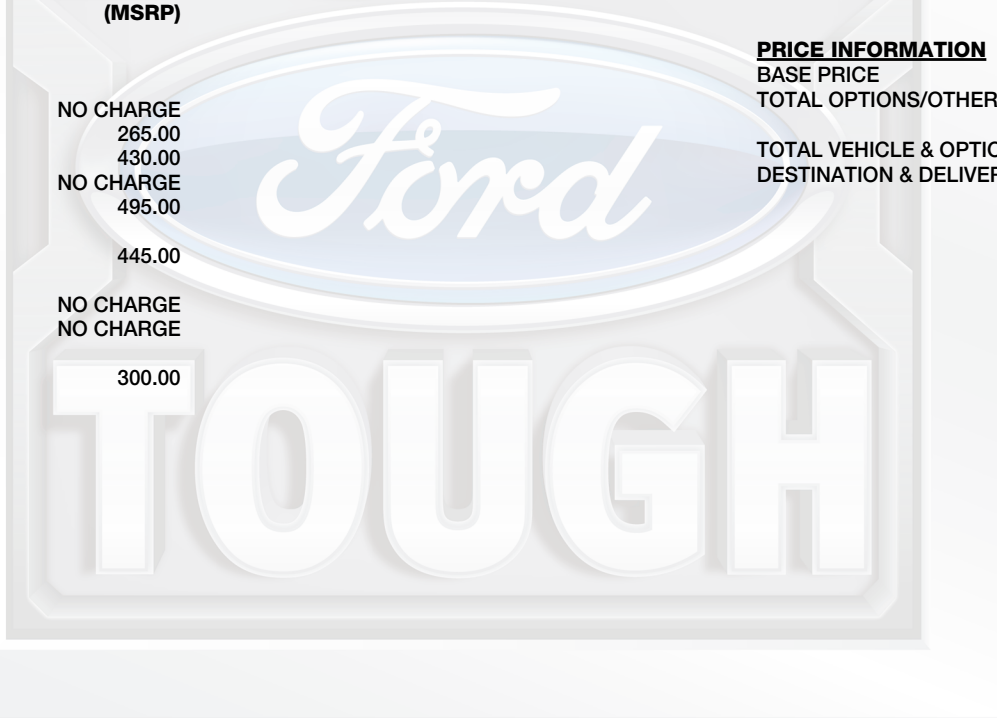 (MSRP)
NO CHARGE
265.00
430.00
NO CHARGE
495.00
445.00
NO CHARGE
NO CHARGE
300.00
PRICE INFORMATION
BASE PRICE
TOTAL OPTIONS/OTHER
TOTAL VEHICLE & OPTIO
DESTINATION & DELIVER
Ford
TOUGH